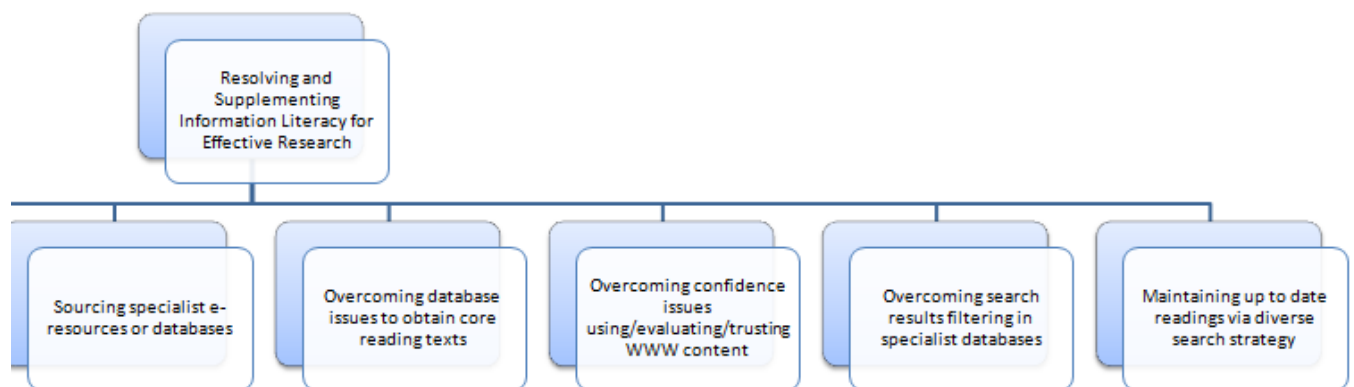 Resolving and
Supplementing
Information Literacy for
Effective Research
Sourcing specialist e-
resources or databases
Overcoming database
issues to obtain core
reading texts
Overcoming confidence
issues
using/evaluating/trusting
WWW content
Overcoming search
results filtering in
specialist databases
Maintaining up to date
readings via diverse
search strategy